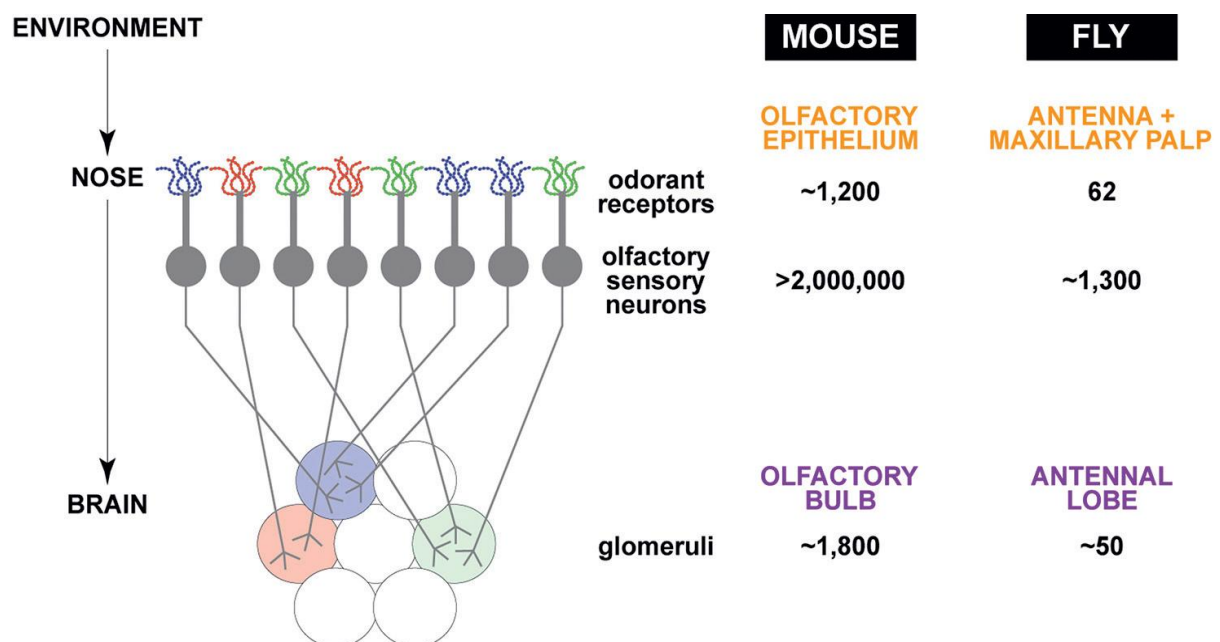 ENVIRONMENT
MOUSE
FLY
OLFACTORY
EPITHELIUM
ANTENNA +
MAXILLARY PALP
NOSE
odorant
receptors
~1,200
62
olfactory
sensory
neurons
>2,000,000
~1,300
BRAIN
OLFACTORY
BULB
ANTENNAL
LOBE
glomeruli
~1,800
~50